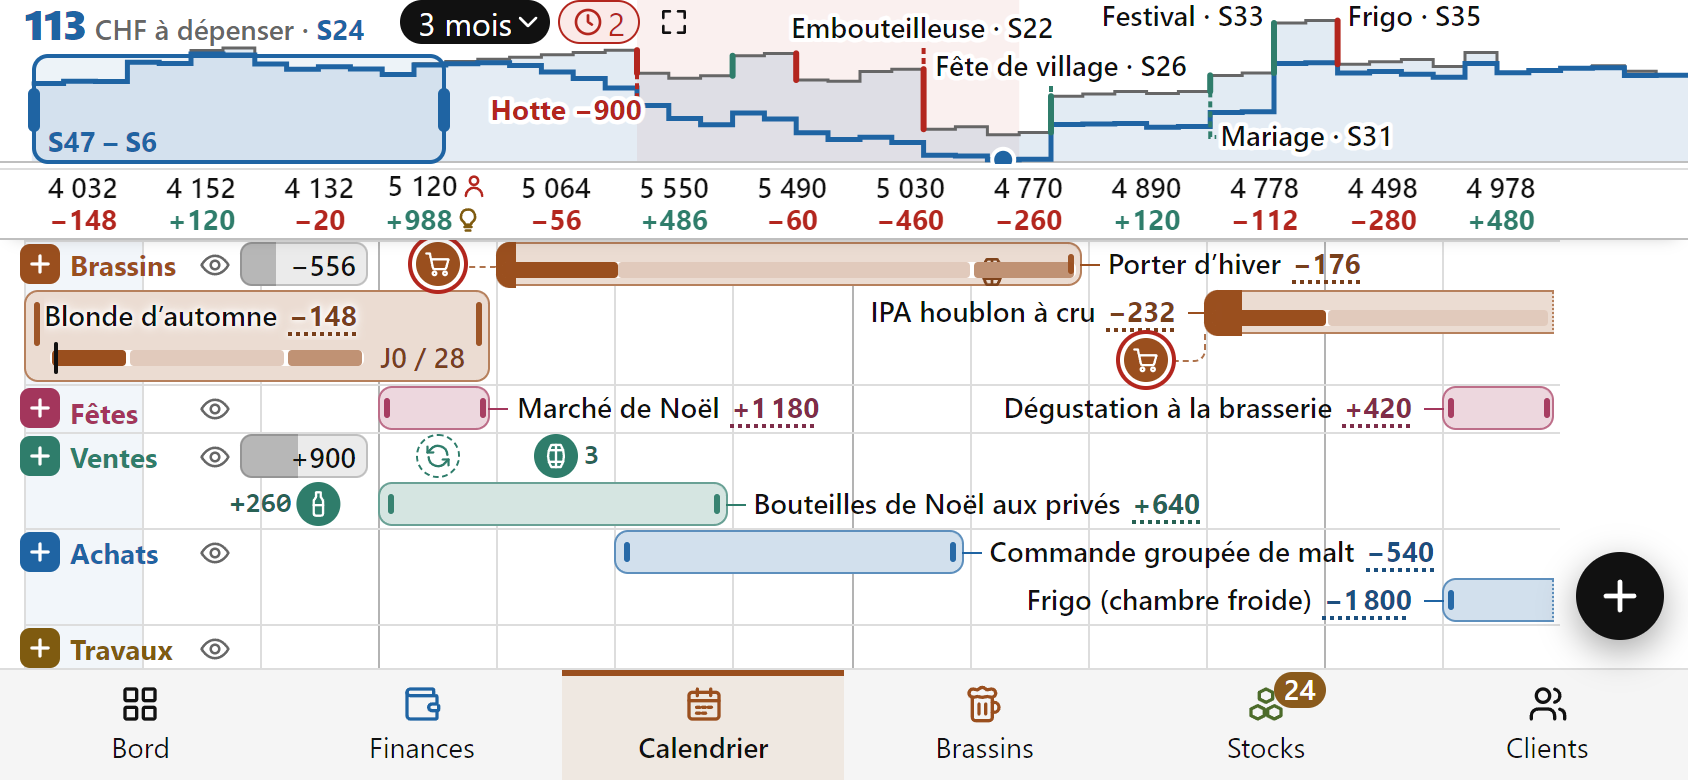 113 CHF à dépenser · S24
3 mois
2
Embouteilleuse · S22
Festival · S33
Frigo · S35
Fête de village · S26
Hotte −900
Mariage · S31
S47 – S6
4 032 4 152 4 132 5 120 5 064 5 550 5 490 5 030 4 770 4 890 4 778 4 498 4 978
−148 +120 −20 +988 −56 +486 −60 −460 −260 +120 −112 −280 +480
Brassins −556 Porter d’hiver −176
Blonde d’automne −148 IPA houblon à cru −232
J0 / 28
Fêtes Marché de Noël +1 180 Dégustation à la brasserie +420
Ventes +900 3
+260 Bouteilles de Noël aux privés +640
Achats Commande groupée de malt −540
Frigo (chambre froide) −1 800
Travaux
24
Bord Finances Calendrier Brassins Stocks Clients